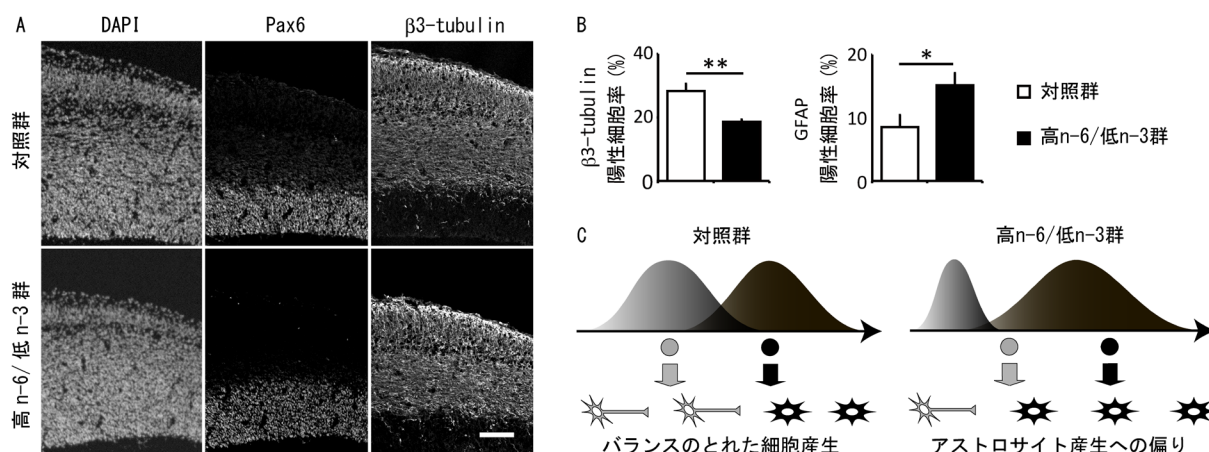 A
DAPI
Pax6
β3-tubulin
対照群
高n-6/低n-3群
B
β3-tubulin
陽性細胞率 (%)
40
20
0
**
GFAP
陽性細胞率 (%)
20
10
0
*
対照群
高n-6/低n-3群
C
対照群
高n-6/低n-3群
バランスのとれた細胞産生
アストロサイト産生への偏り